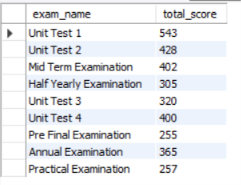 exam_name total_score
Unit Test 1 543
Unit Test 2 428
Mid Term Examination 402
Half Yearly Examination 305
Unit Test 3 320
Unit Test 4 400
Pre Final Examination 255
Annual Examination 365
Practical Examination 257